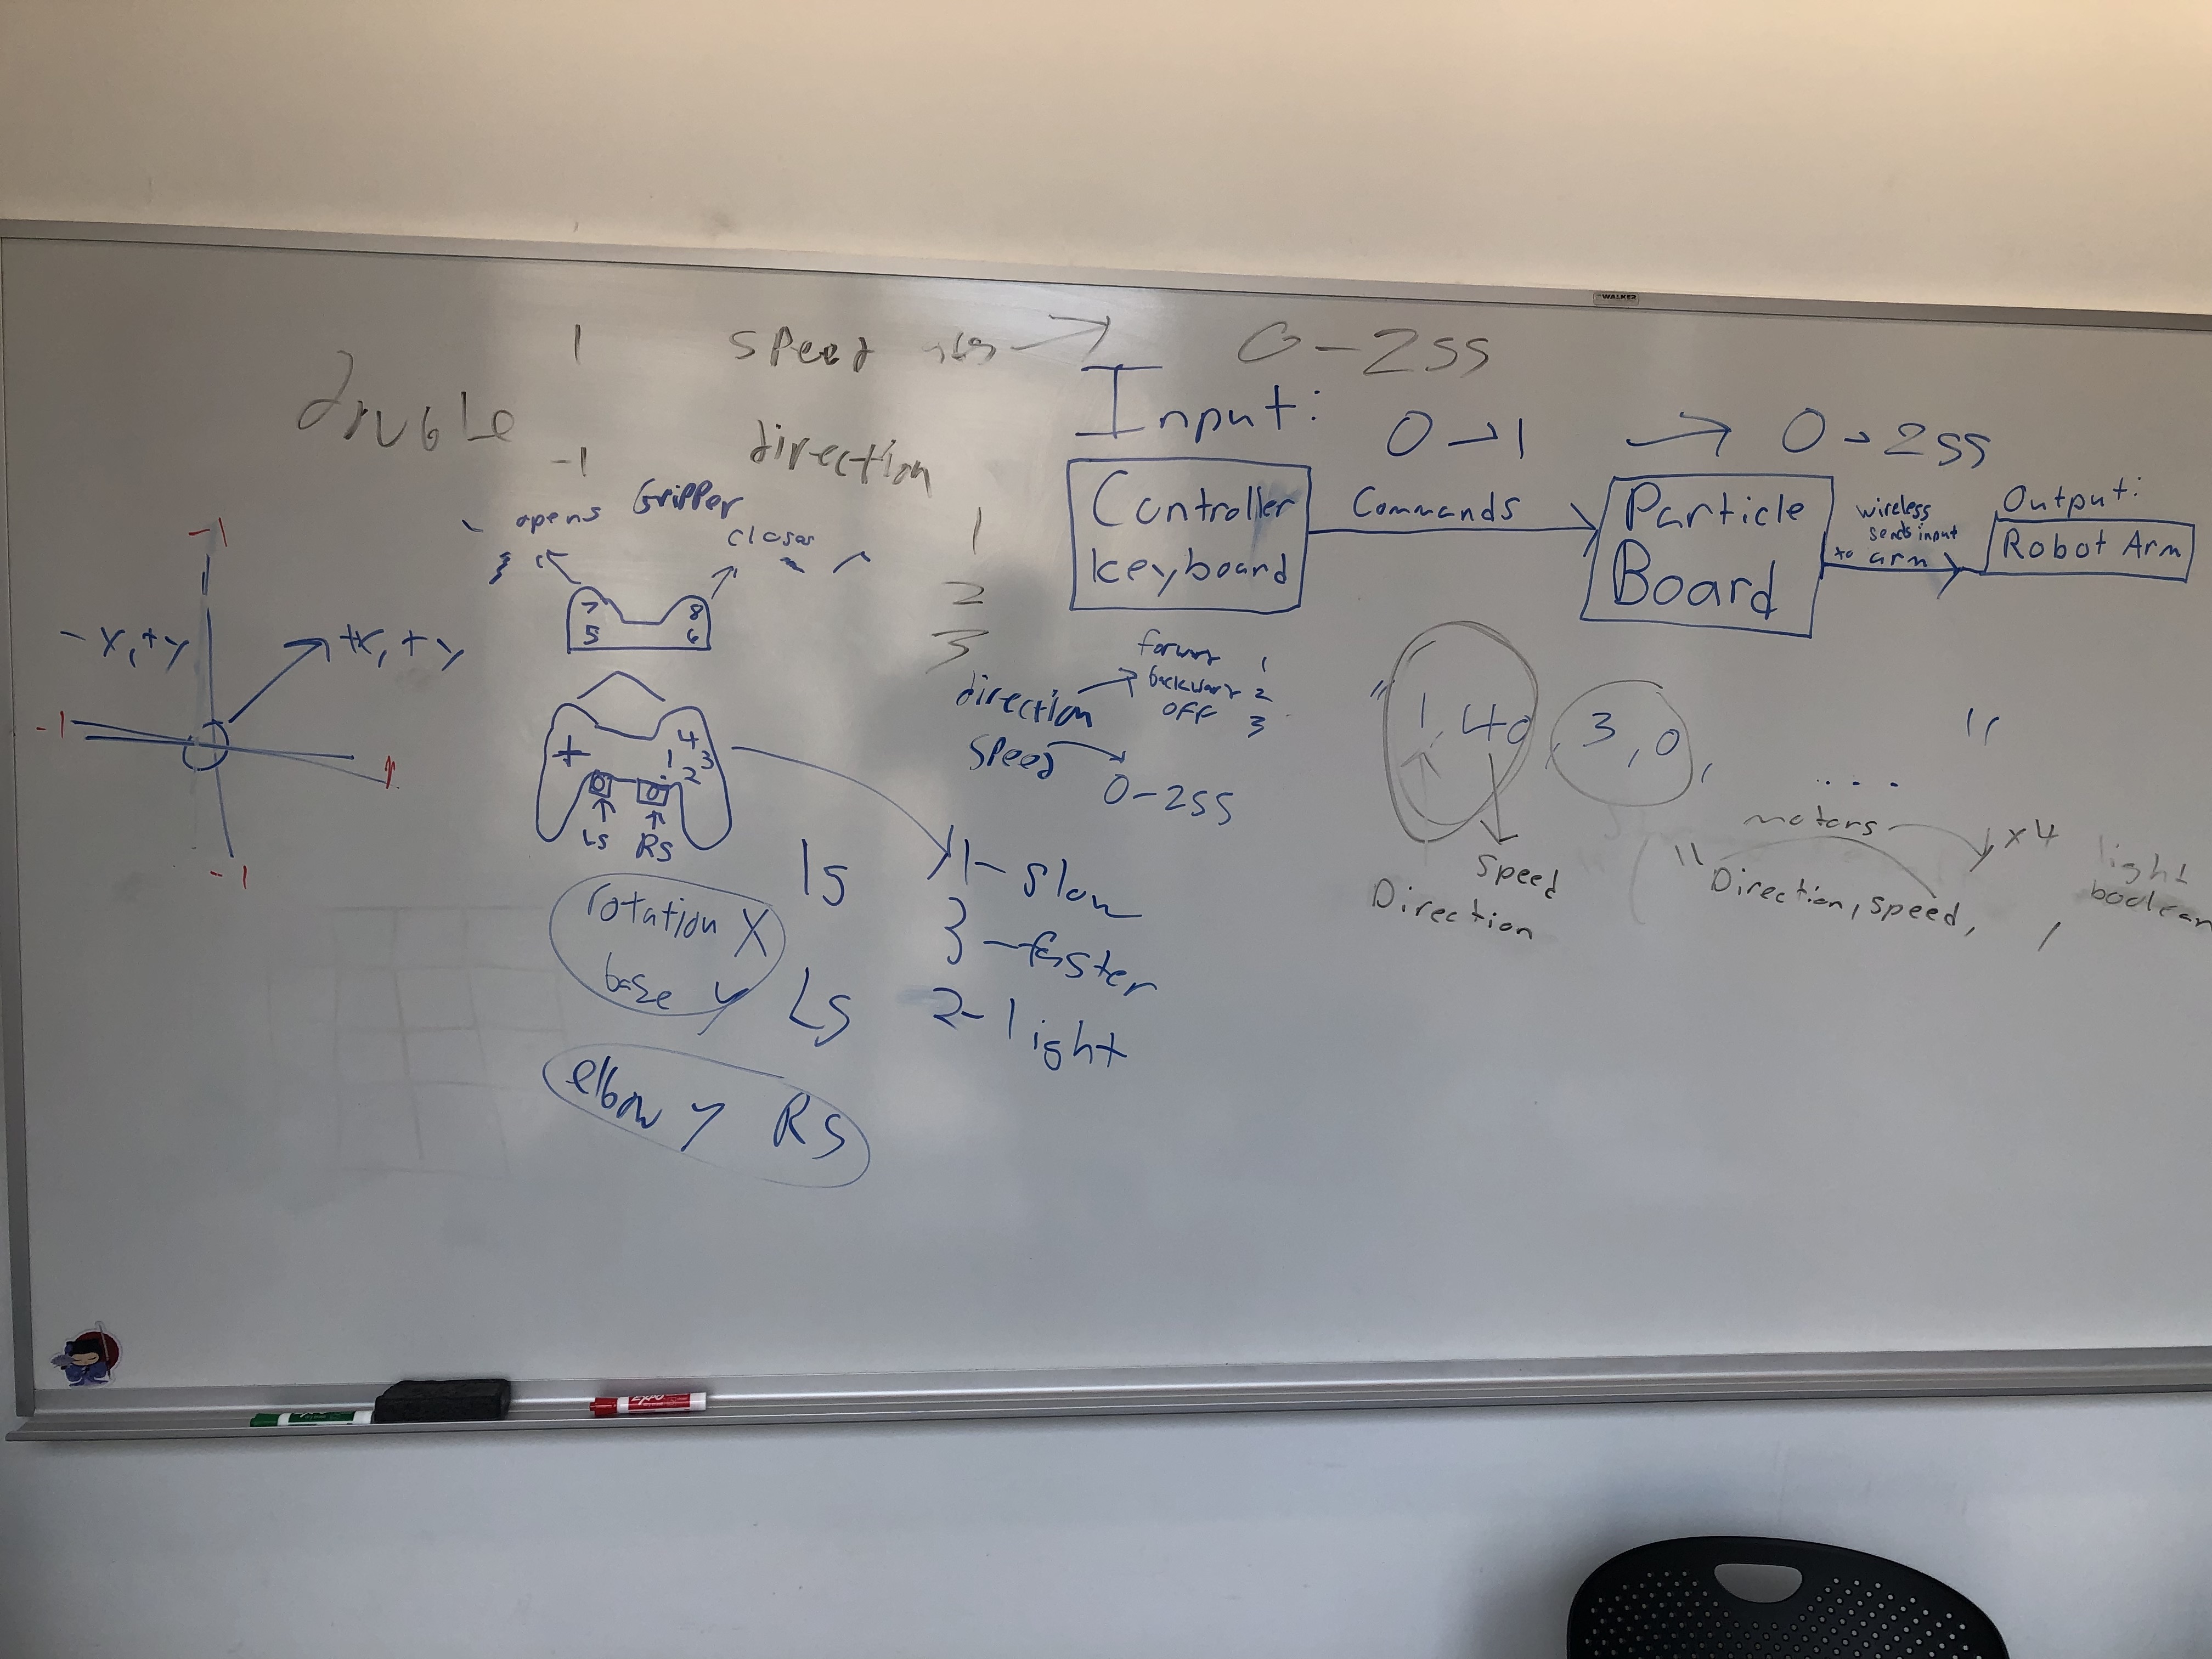 WALKER
1
Speed
0-255
double
-1
direction
Input:
0→1 → 0→255
Controller
keyboard
Commands
Particle
Board
wireless
sends input
to arm
Output:
Robot Arm
opens Gripper
closes
7 8
5 6
1
2
3
-1
-x,+y
+x,+y
-1
1
-1
4
1 3
2
LS RS
direction
forward 1
backward 2
off 3
Speed
0-255
" 1,40, 3,0, .... "
Speed
Direction
motors x4
"Direction, speed, ,
light
boolean
rotation X
ls
base y
LS
elbow y RS
1-slow
3-faster
2-light
EXPO